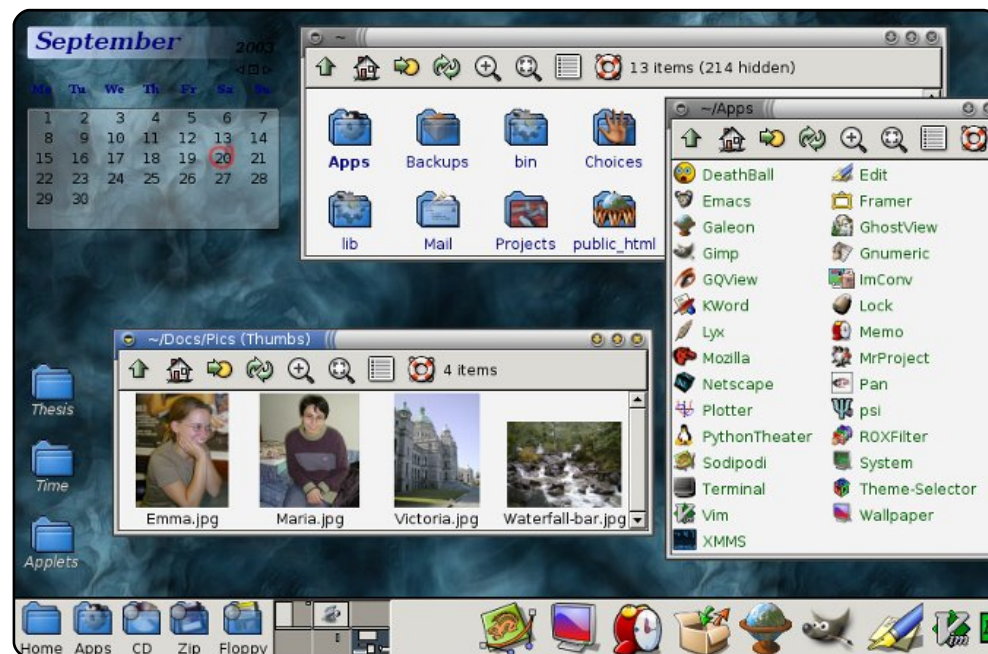 September
2003
Mo Tu We Th Fr Sa Su
1 2 3 4 5 6 7
8 9 10 11 12 13 14
15 16 17 18 19 20 21
22 23 24 25 26 27 28
29 30
~
13 items (214 hidden)
Apps Backups bin Choices
lib Mail Projects public_html
~/Apps
DeathBall Edit
Emacs Framer
Galeon GhostView
Gimp Gnumeric
GQView ImConv
KWord Lock
Lyx Memo
Mozilla MrProject
Netscape Pan
Plotter psi
PythonTheater ROXFilter
Sodipodi System
Terminal Theme-Selector
Vim Wallpaper
XMMS
~/Docs/Pics (Thumbs)
4 items
Emma.jpg Maria.jpg Victoria.jpg Waterfall-bar.jpg
Thesis
Time
Applets
Home Apps CD Zip Floppy
Vim